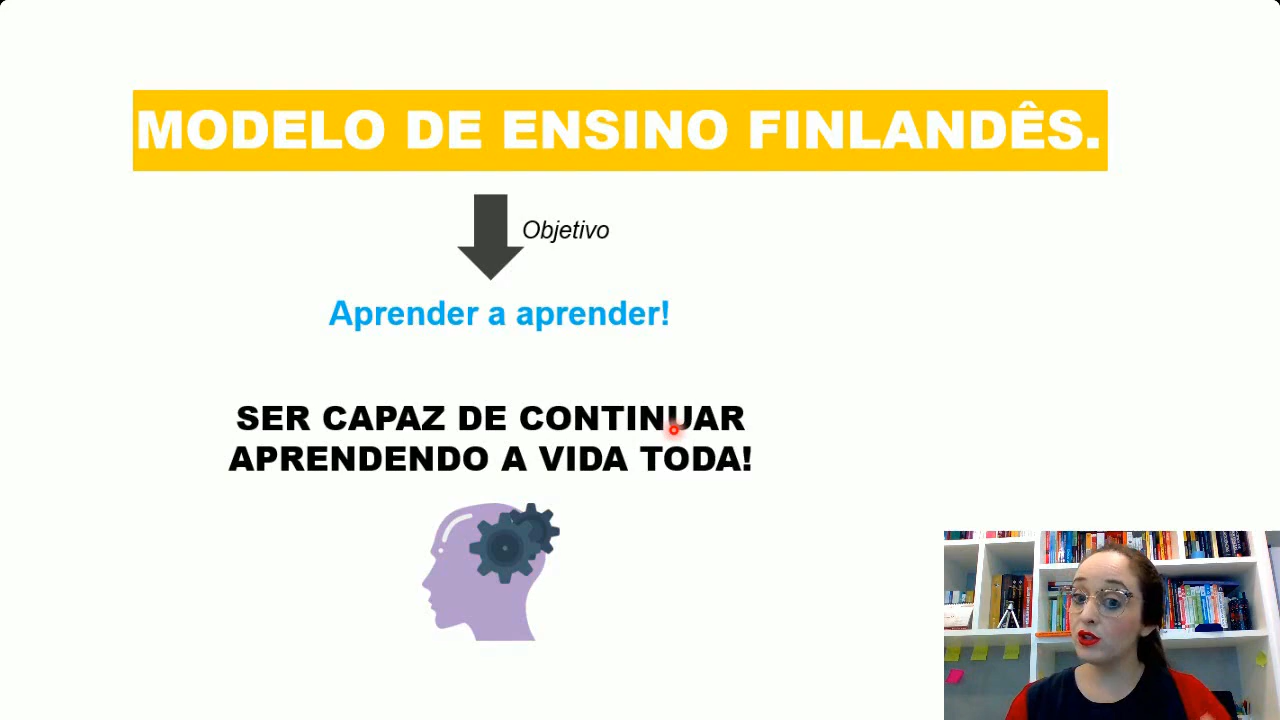 MODELO DE ENSINO FINLANDÊS.
Objetivo
Aprender a aprender!
SER CAPAZ DE CONTINUAR
APRENDENDO A VIDA TODA!